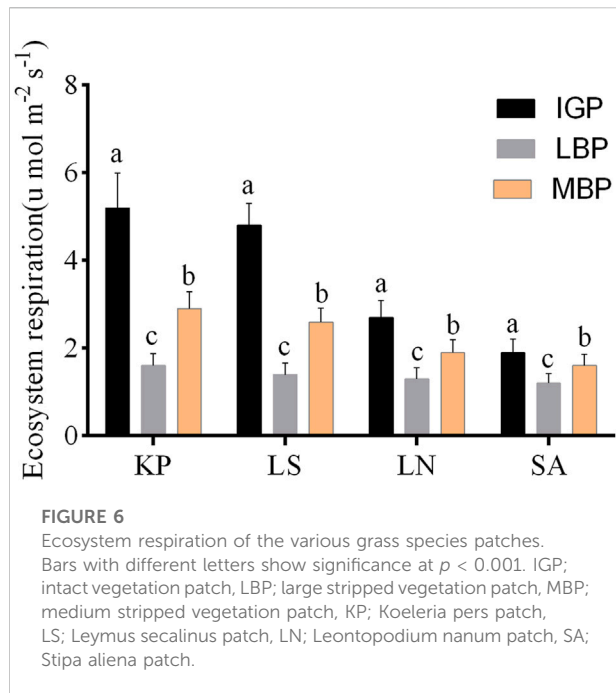 Ecosystem respiration(u mol m⁻² s⁻¹)
8
6
4
2
0
IGP
LBP
MBP
a
c
b
a
c
b
a
c
b
a
c
b
KP LS LN SA
FIGURE 6
Ecosystem respiration of the various grass species patches.
Bars with different letters show significance at p < 0.001. IGP;
intact vegetation patch, LBP; large stripped vegetation patch, MBP;
medium stripped vegetation patch, KP; Koeleria pers patch,
LS; Leymus secalinus patch, LN; Leontopodium nanum patch, SA;
Stipa aliena patch.